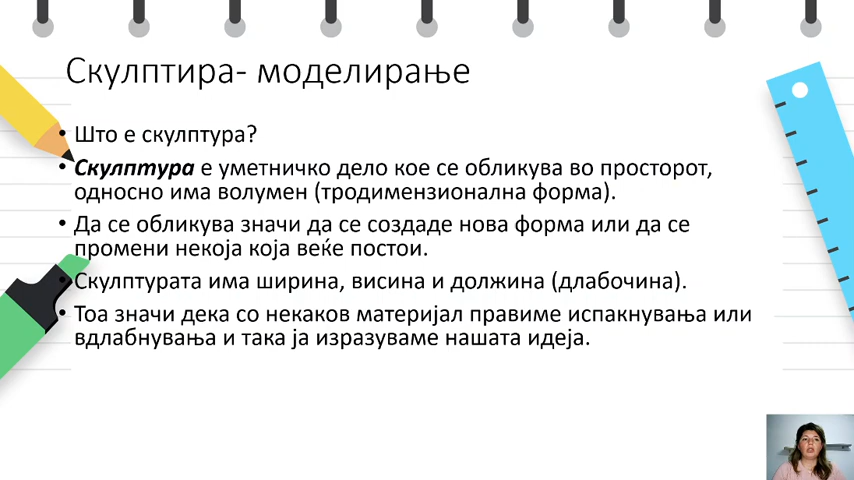 Скулптира- моделирање
• Што е скулптура?
• Скулптура е уметничко дело кое се обликува во просторот,
односно има волумен (тродимензионална форма).
• Да се обликува значи да се создаде нова форма или да се
промени некоја која веќе постои.
• Скулптурата има ширина, висина и должина (длабочина).
• Тоа значи дека со некаков материјал правиме испакнувања или
вдлабнувања и така ја изразуваме нашата идеја.